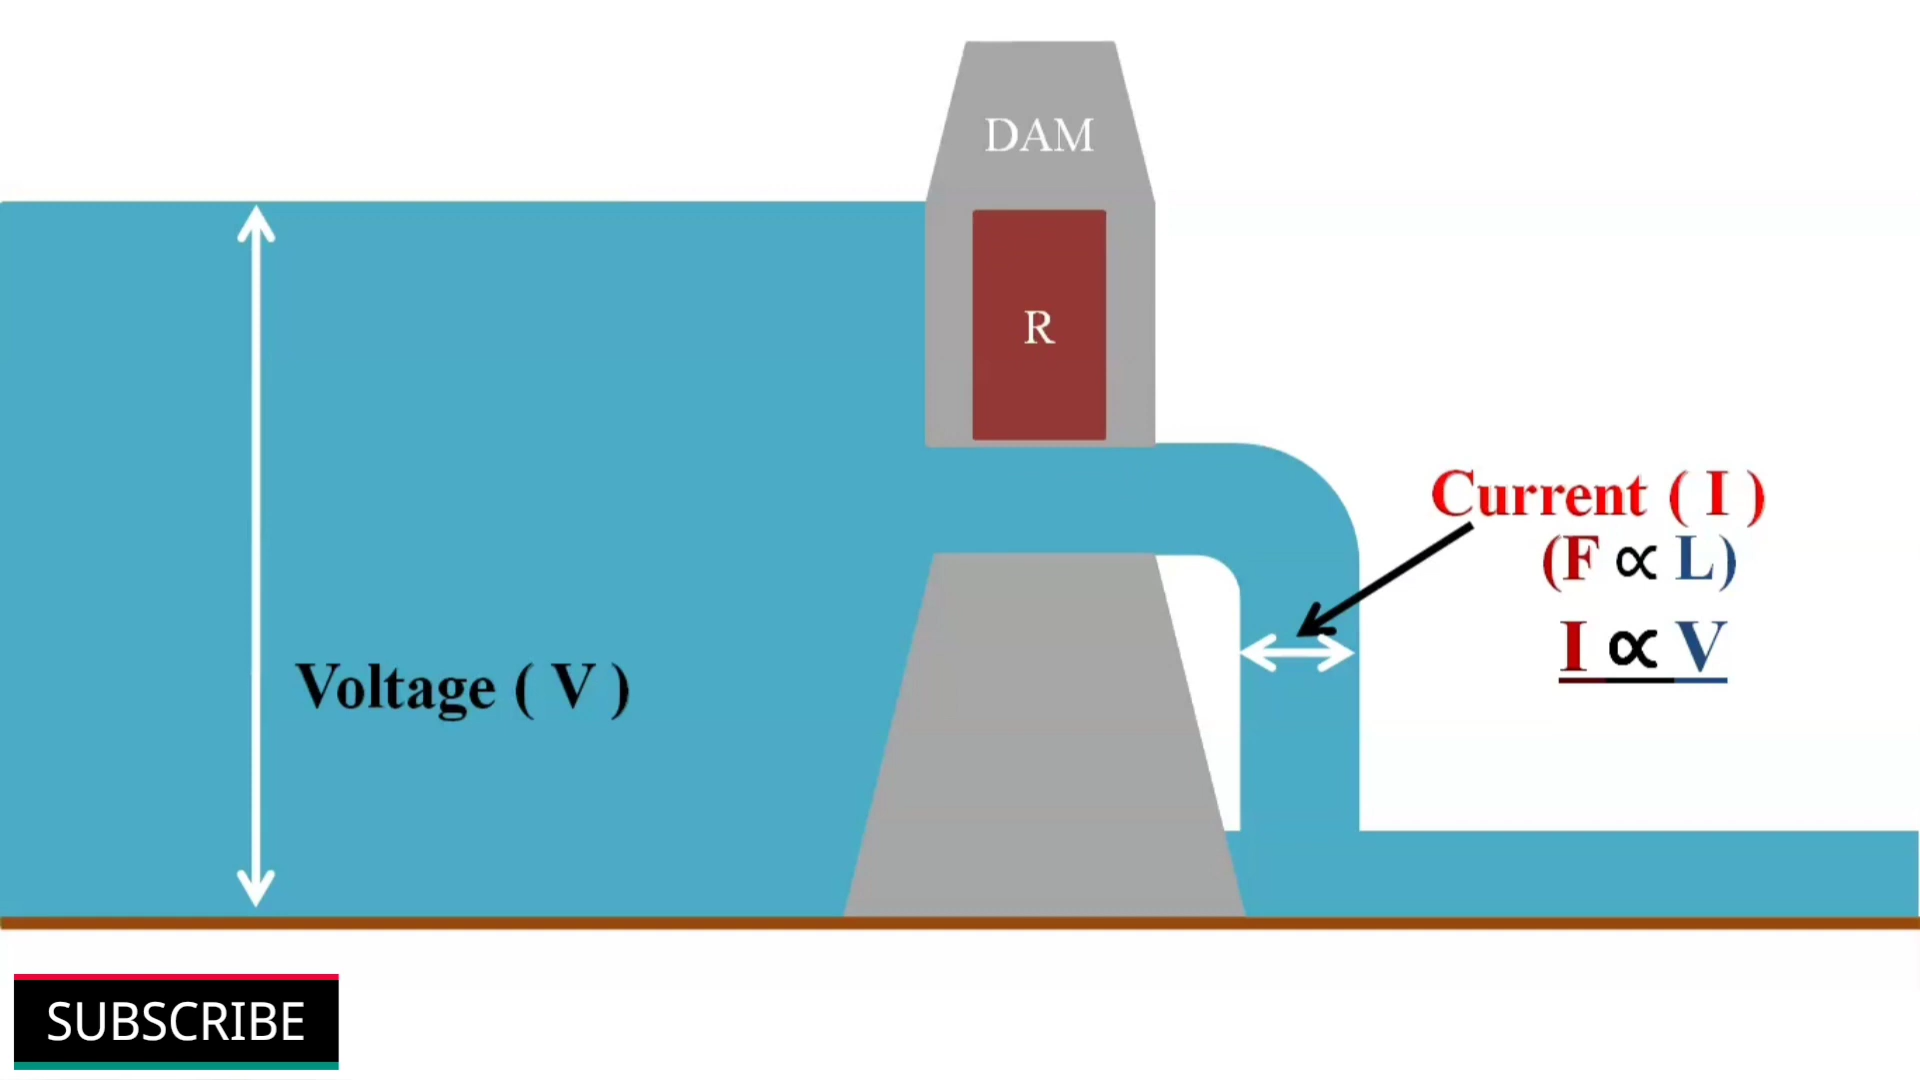 DAM
R
Current ( I )
(F ∝ L)
I ∝ V
Voltage ( V )
SUBSCRIBE